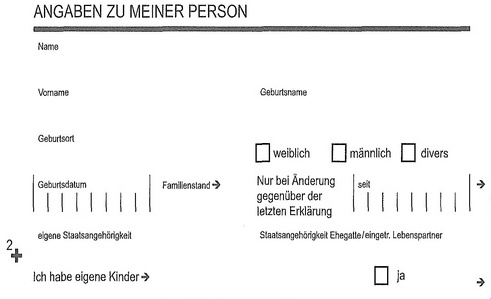 ANGABEN ZU MEINER PERSON
Name
Vorname Geburtsname
Geburtsort
weiblich männlich divers
Geburtsdatum Familienstand → Nur bei Änderung seit →
gegenüber der
letzten Erklärung
eigene Staatsangehörigkeit Staatsangehörigkeit Ehegatte/eingetr. Lebenspartner
2
Ich habe eigene Kinder → ja →